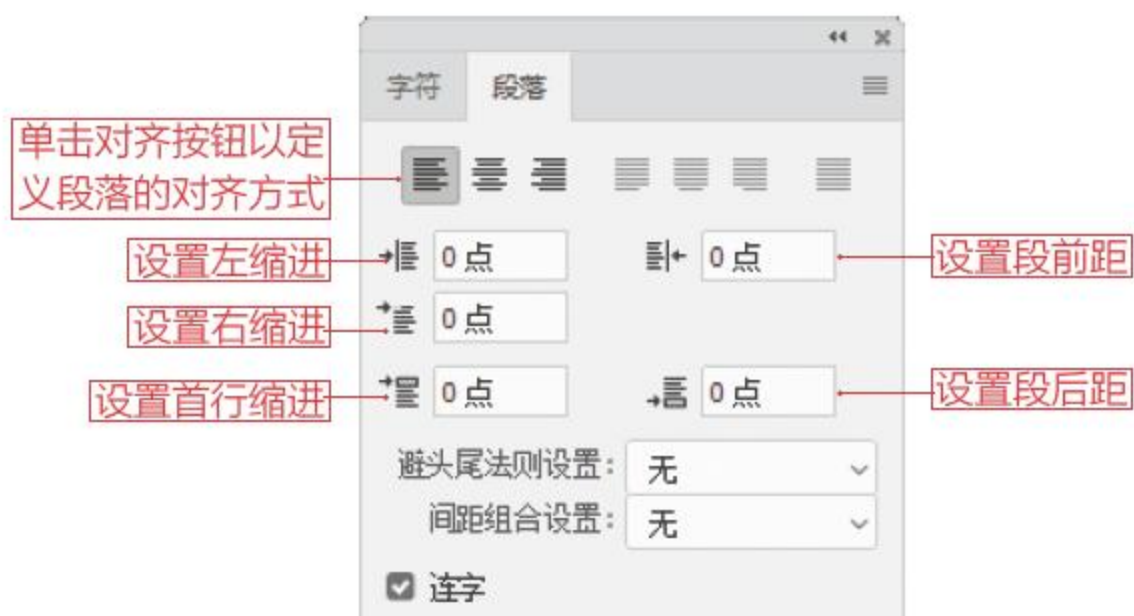 字符 段落
单击对齐按钮以定
义段落的对齐方式
设置左缩进 0点 0点 设置段前距
设置右缩进 0点
设置首行缩进 0点 0点 设置段后距
避头尾法则设置: 无
间距组合设置: 无
连字